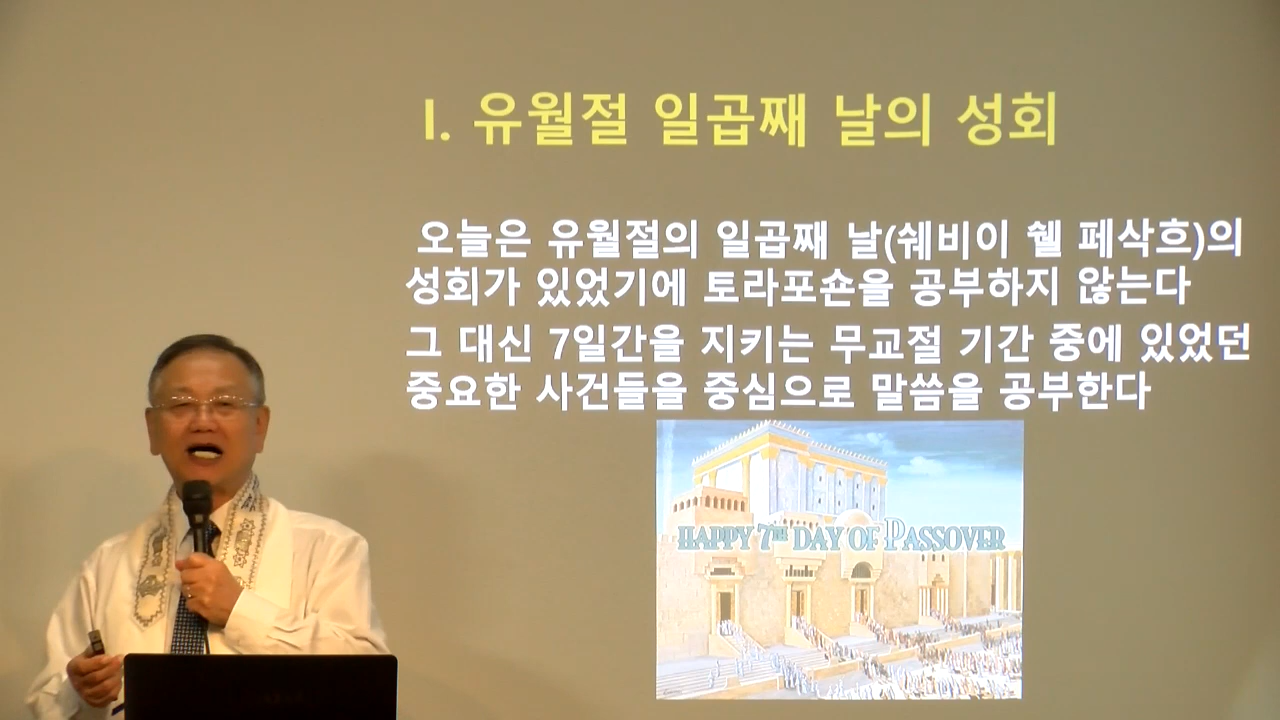 I. 유월절 일곱째 날의 성회
오늘은 유월절의 일곱째 날(쉐비이 쉘 페삭흐)의
성회가 있었기에 토라포숀을 공부하지 않는다
그 대신 7일간을 지키는 무교절 기간 중에 있었던
중요한 사건들을 중심으로 말씀을 공부한다
HAPPY 7TH DAY OF PASSOVER